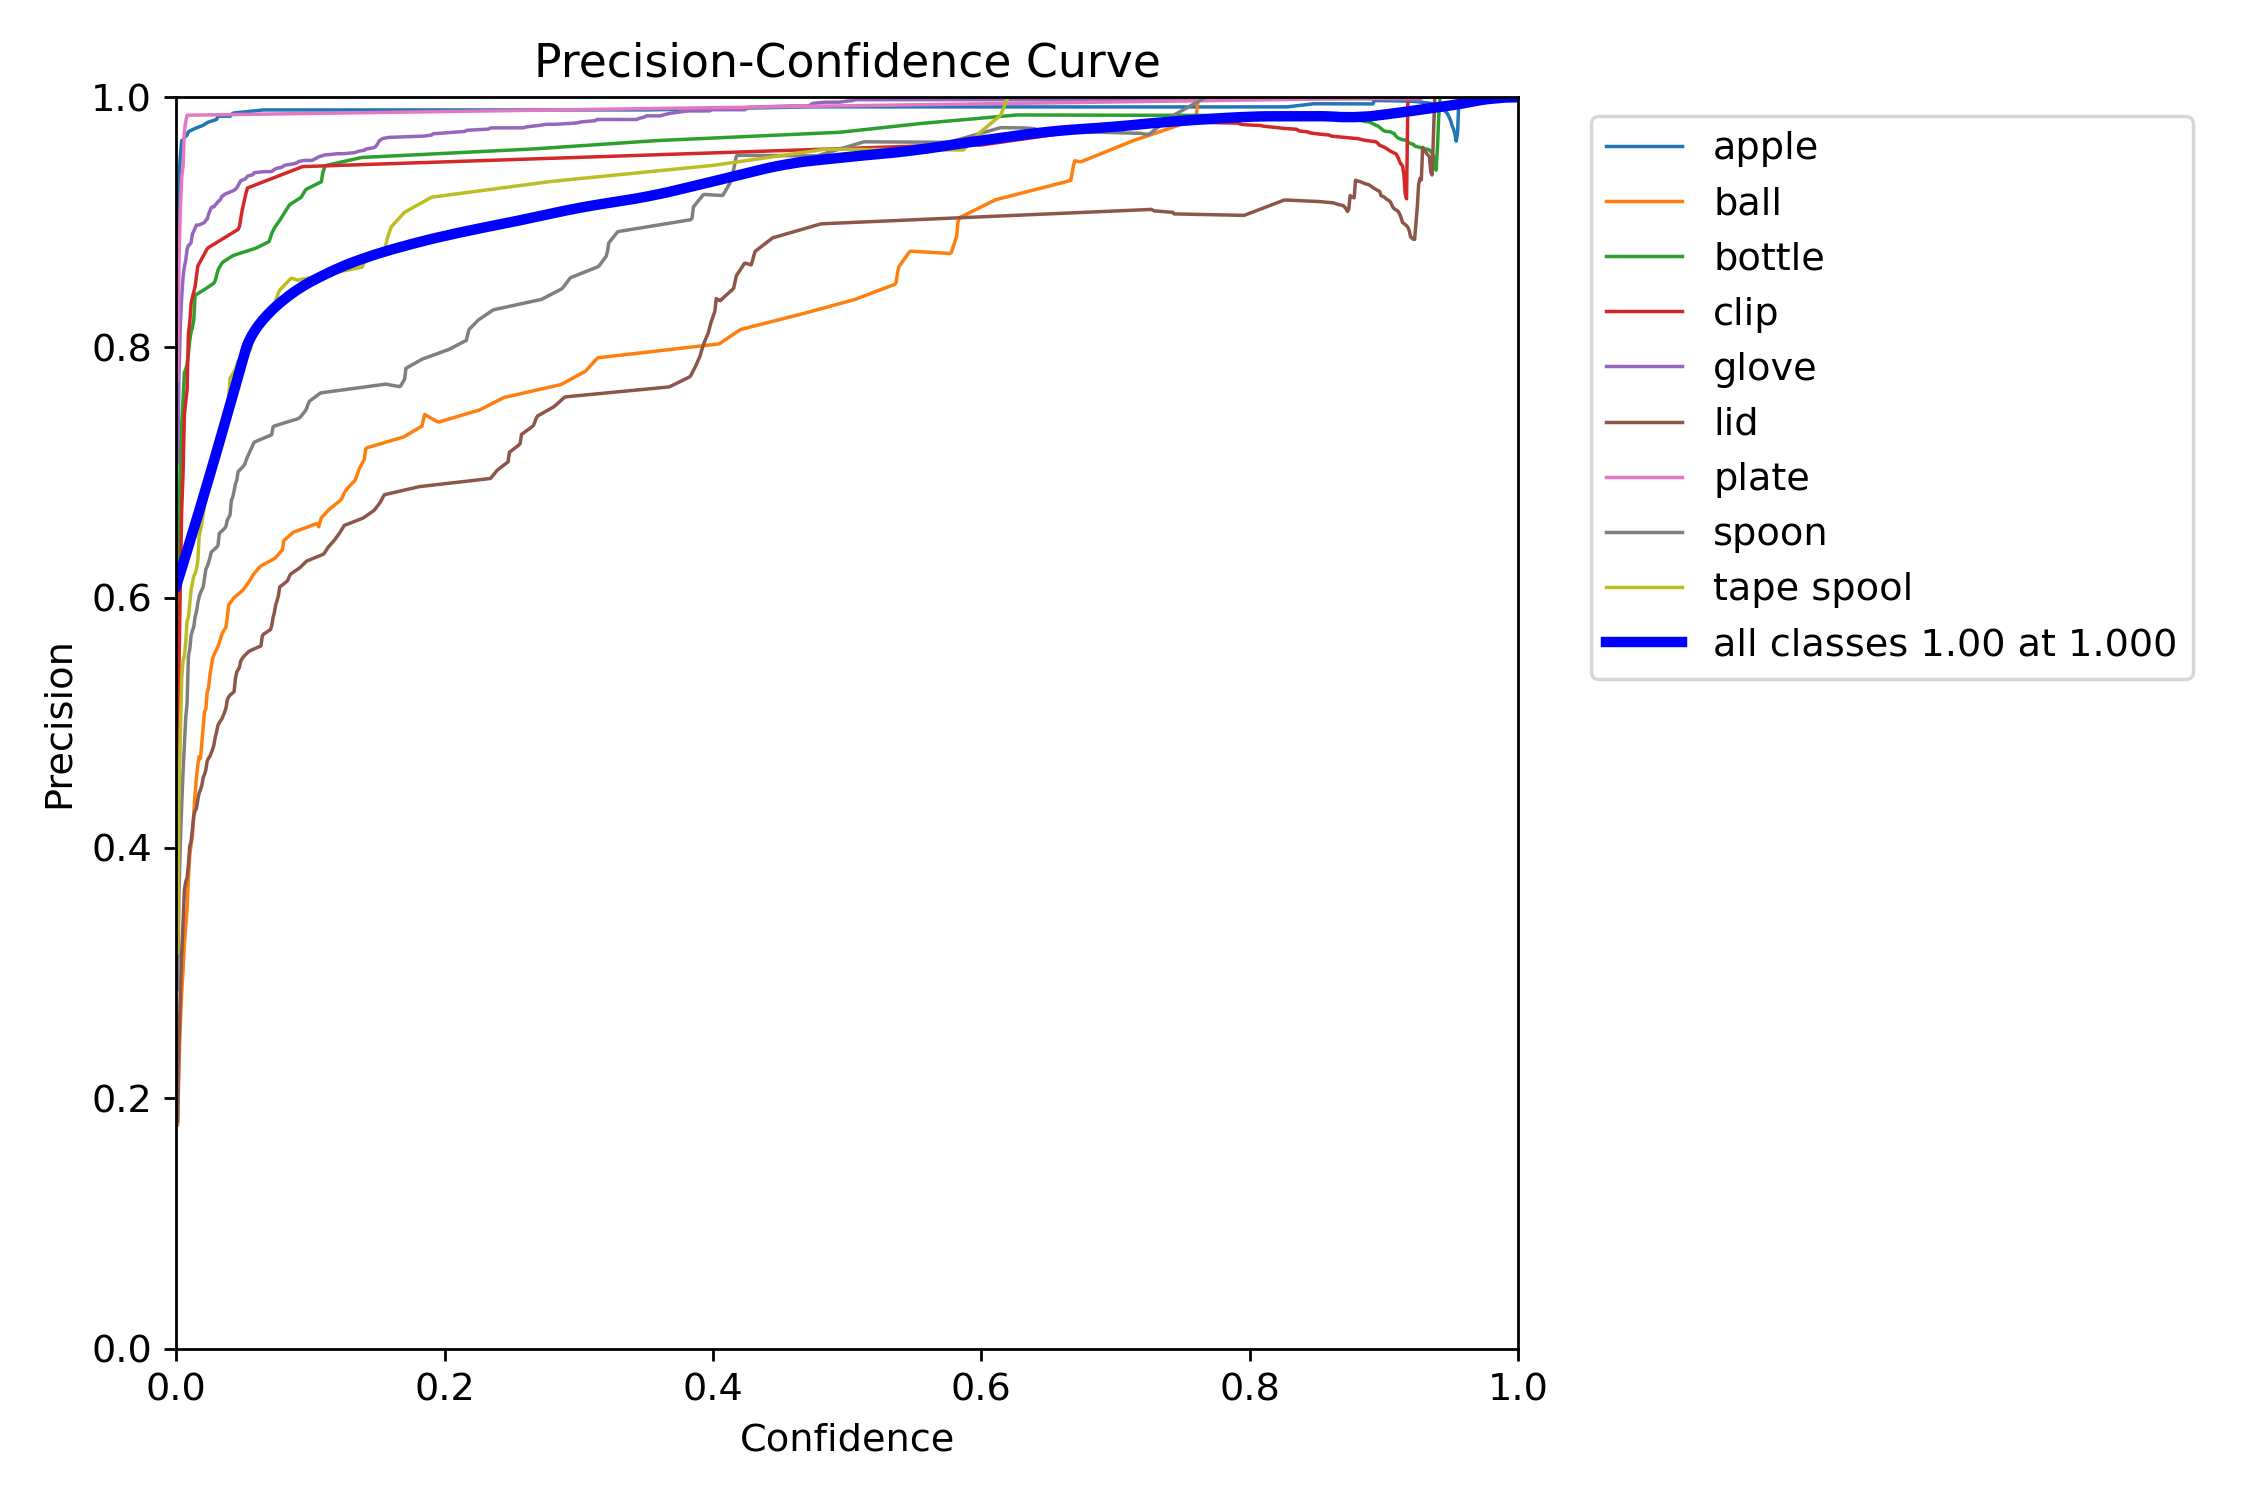 Precision-Confidence Curve
1.0
0.8
0.6
0.4
0.2
0.0
Precision
0.0 0.2 0.4 0.6 0.8 1.0
Confidence
apple
ball
bottle
clip
glove
lid
plate
spoon
tape spool
all classes 1.00 at 1.000